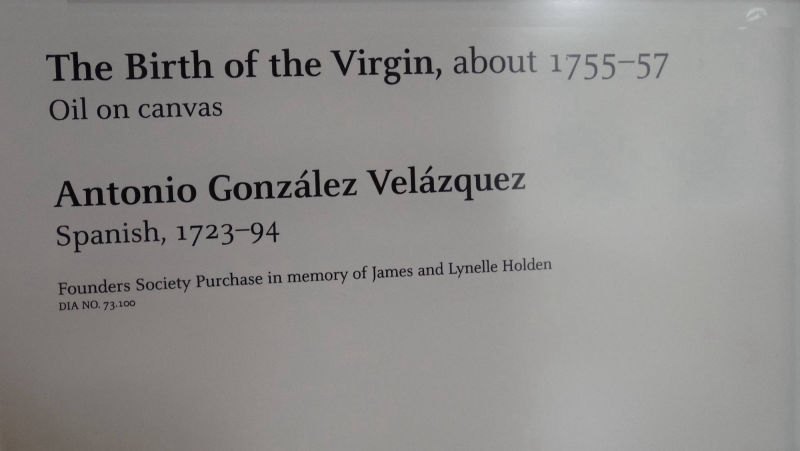 The Birth of the Virgin, about 1755–57
Oil on canvas
Antonio González Velázquez
Spanish, 1723–94
Founders Society Purchase in memory of James and Lynelle Holden
DIA NO. 73.100